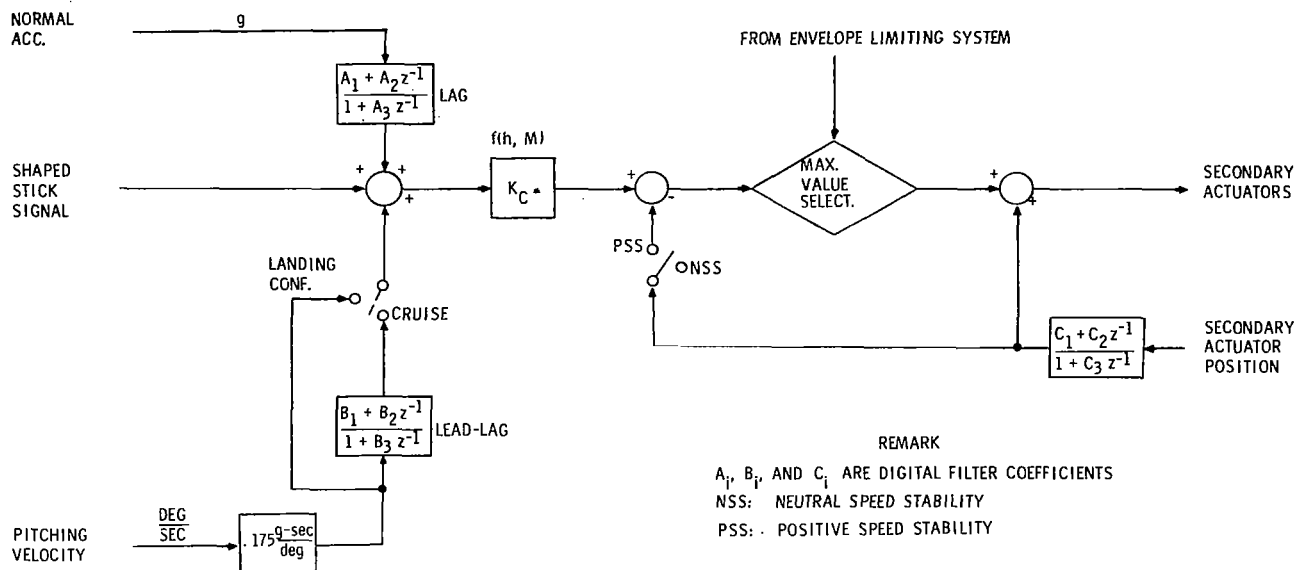 NORMAL
ACC.
g
FROM ENVELOPE LIMITING SYSTEM
A1 + A2 z-1
1 + A3 z-1
LAG
f(h, M)
SHAPED
STICK
SIGNAL
+
+
+
KC*
+
-
MAX.
VALUE
SELECT.
+
+
SECONDARY
ACTUATORS
PSS
NSS
LANDING
CONF.
CRUISE
C1 + C2 z-1
1 + C3 z-1
SECONDARY
ACTUATOR
POSITION
B1 + B2 z-1
1 + B3 z-1
LEAD-LAG
REMARK
Ai, Bi, AND Ci ARE DIGITAL FILTER COEFFICIENTS
NSS: NEUTRAL SPEED STABILITY
PSS: POSITIVE SPEED STABILITY
PITCHING
VELOCITY
DEG
SEC
.175 g-sec
deg